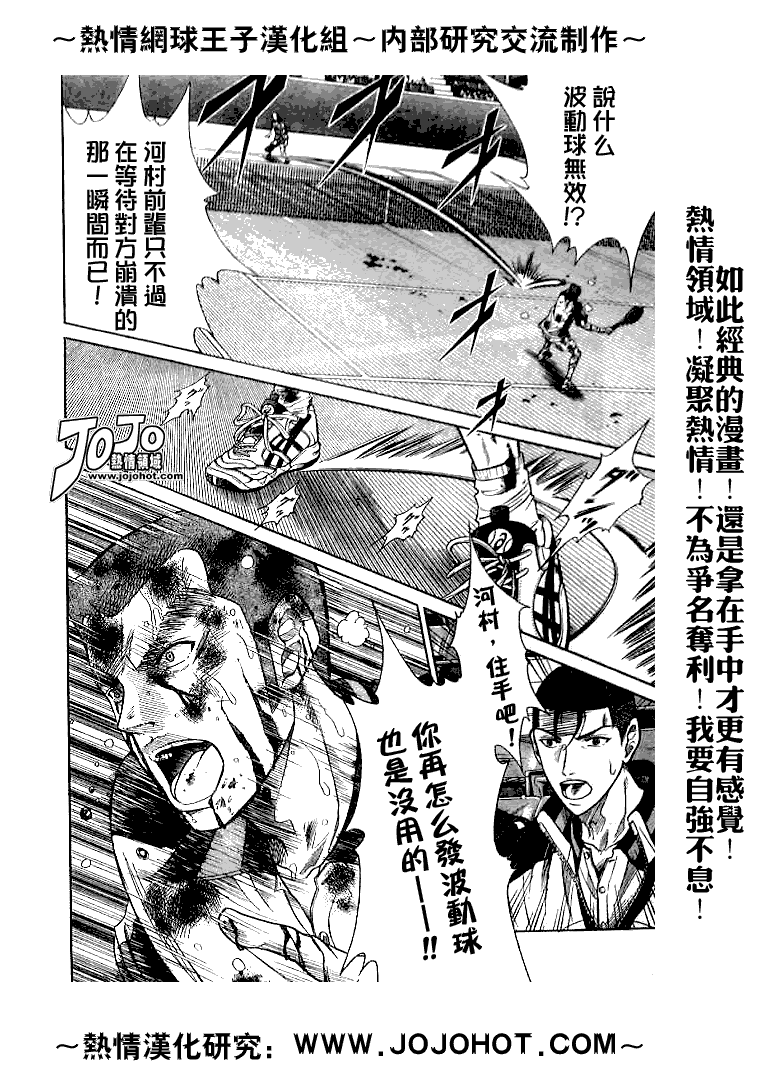 ～熱情網球王子漢化組～内部研究交流制作～
說什么
波動球無效!?
河村前輩只不過
在等待對方崩潰的
那一瞬間而已！
JOJO
熱情領域
www.jojohot.com
河村，住手吧！
你再怎么發波動球
也是沒用的——!!
如此經典的漫畫！還是拿在手中才更有感覺！
熱情領域！凝聚熱情！不為爭名奪利！我要自強不息！
～熱情漢化研究：WWW.JOJOHOT.COM～